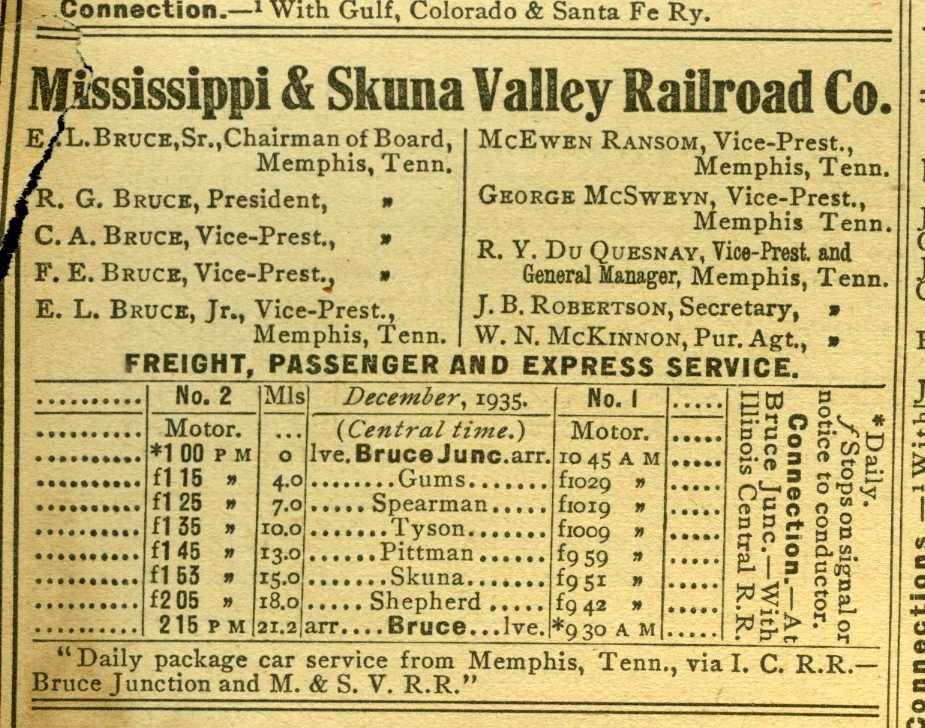 Connection.—¹ With Gulf, Colorado & Santa Fe Ry.
Mississippi & Skuna Valley Railroad Co.
E. L. BRUCE, Sr., Chairman of Board,
Memphis, Tenn.
R. G. BRUCE, President, "
C. A. BRUCE, Vice-Prest., "
F. E. BRUCE, Vice-Prest., "
E. L. BRUCE, Jr., Vice-Prest.,
Memphis, Tenn.
McEWEN RANSOM, Vice-Prest.,
Memphis, Tenn.
GEORGE McSWEYN, Vice-Prest.,
Memphis Tenn.
R. Y. DU QUESNAY, Vice-Prest. and
General Manager, Memphis, Tenn.
J. B. ROBERTSON, Secretary, "
W. N. McKINNON, Pur. Agt., "
FREIGHT, PASSENGER AND EXPRESS SERVICE.
.......... No. 2 Mls December, 1935. No. 1 .....
.......... Motor. ... (Central time.) Motor. .....
.......... *1 00 P M 0 lve. Bruce Junc. arr. 10 45 A M .....
.......... f1 15 " 4.0 ........Gums....... f1029 " .....
.......... f1 25 " 7.0 .....Spearman..... f1019 " .....
.......... f1 35 " 10.0 .......Tyson....... f1009 " .....
.......... f1 45 " 13.0 ......Pittman...... f9 59 " .....
.......... f1 53 " 15.0 .......Skuna....... f9 51 " .....
.......... f2 05 " 18.0 .....Shepherd..... f9 42 " .....
.......... 2 15 P M 21.2 arr....Bruce...lve. *9 30 A M .....
*Daily.
f Stops on signal or
notice to conductor.
Connection.—At
Bruce Junc.—With
Illinois Central R.R.
"Daily package car service from Memphis, Tenn., via I. C. R.R.—
Bruce Junction and M. & S. V. R.R."
Connections.—¹ With